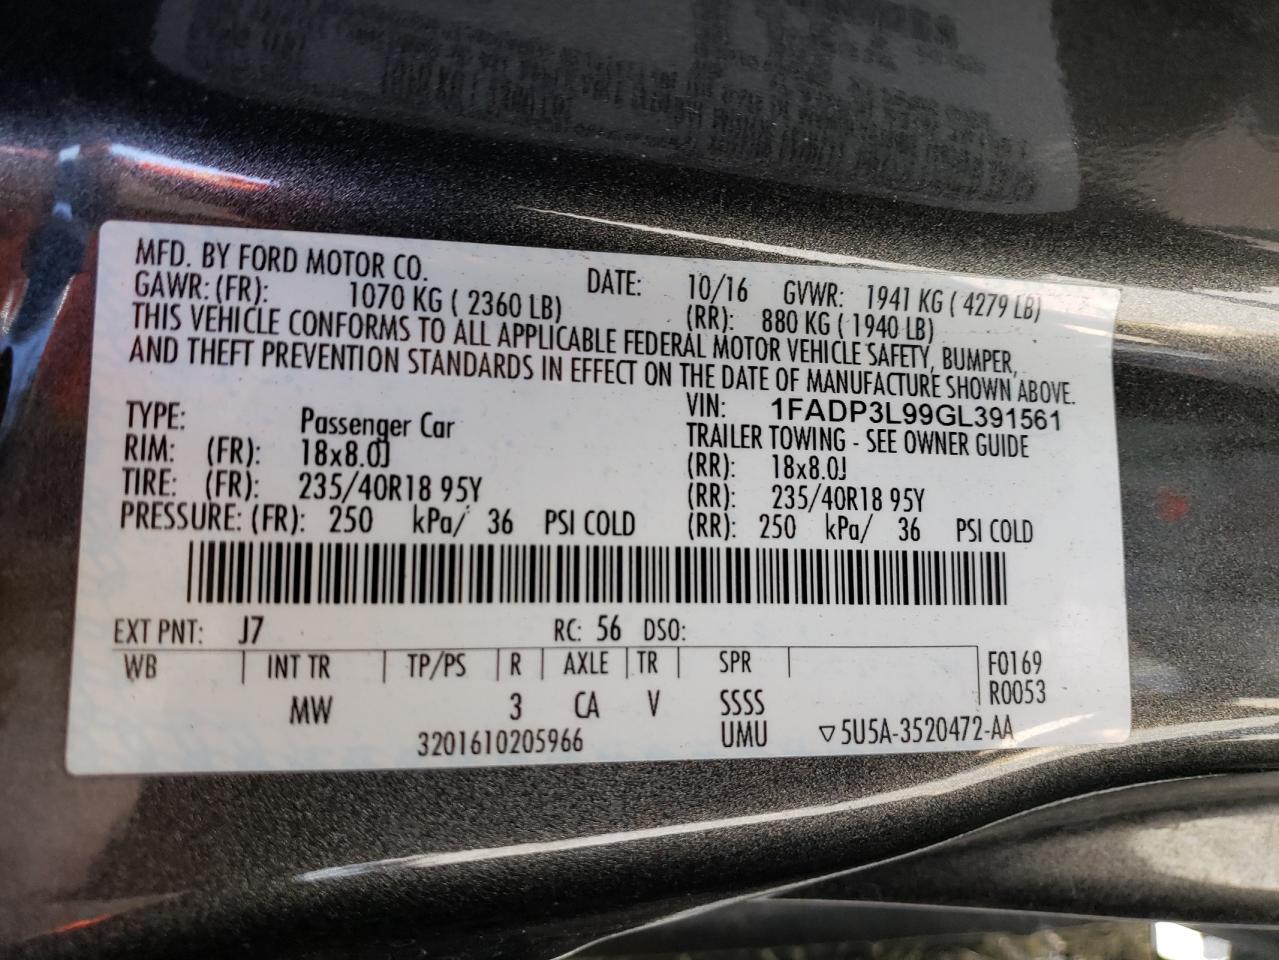 MFD. BY FORD MOTOR CO. DATE: 10/16 GVWR: 1941 KG ( 4279 LB)
GAWR: (FR): 1070 KG ( 2360 LB) (RR): 880 KG ( 1940 LB)
THIS VEHICLE CONFORMS TO ALL APPLICABLE FEDERAL MOTOR VEHICLE SAFETY, BUMPER,
AND THEFT PREVENTION STANDARDS IN EFFECT ON THE DATE OF MANUFACTURE SHOWN ABOVE.
VIN: 1FADP3L99GL391561
TYPE: Passenger Car TRAILER TOWING - SEE OWNER GUIDE
RIM: (FR): 18x8.0J (RR): 18x8.0J
TIRE: (FR): 235/40R18 95Y (RR): 235/40R18 95Y
PRESSURE: (FR): 250 kPa/ 36 PSI COLD (RR): 250 kPa/ 36 PSI COLD
EXT PNT: J7 RC: 56 DSO:
WB INT TR TP/PS R AXLE TR SPR F0169
MW 3 CA V SSSS R0053
3201610205966 UMU ▽5U5A-3520472-AA